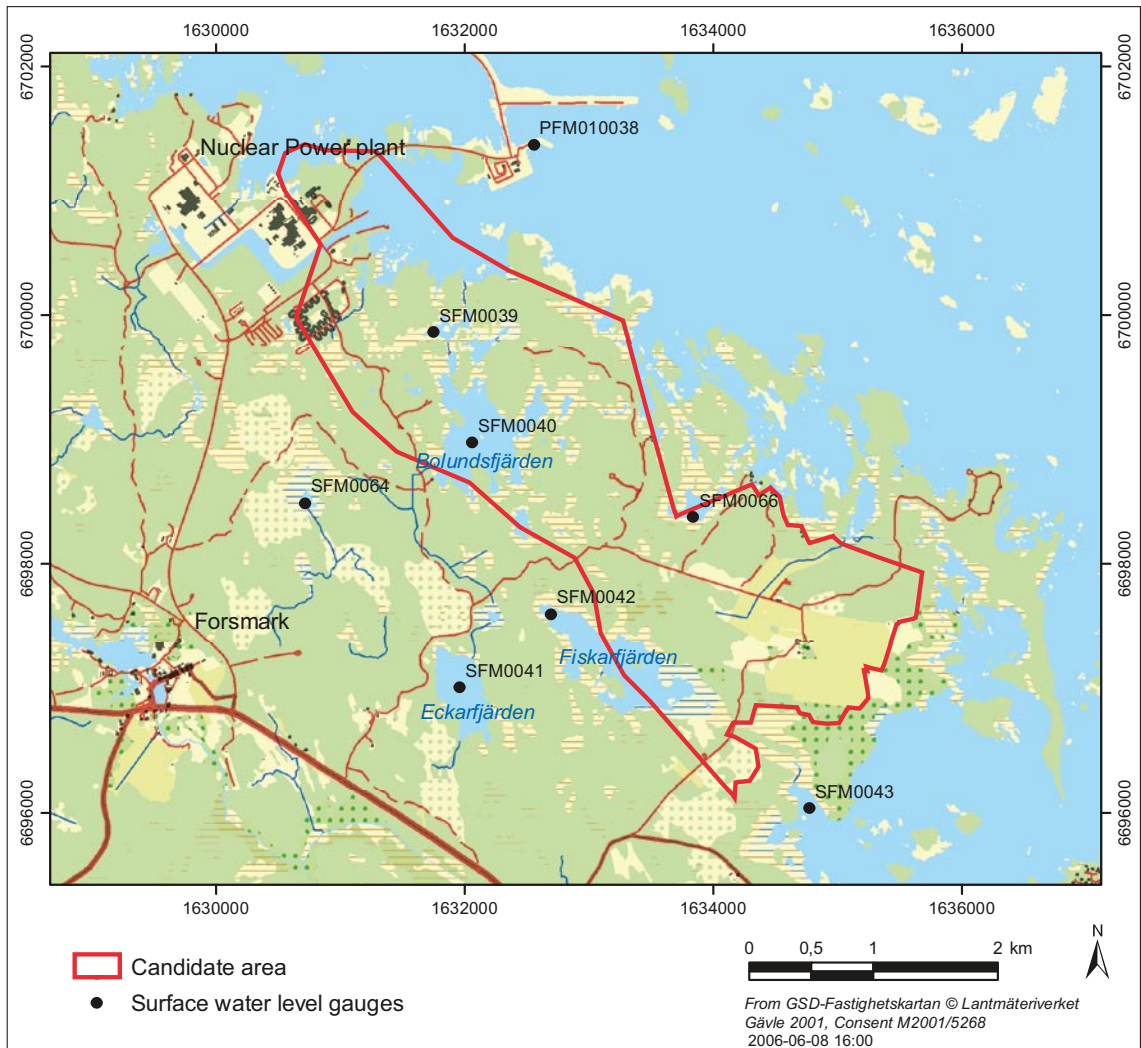 1630000
1632000
1634000
1636000
6702000
6702000
PFM010038
Nuclear Power plant
6700000
6700000
SFM0039
SFM0040
Bolundsfjärden
SFM0064
SFM0066
6698000
6698000
SFM0042
Forsmark
Fiskarfjärden
SFM0041
Eckarfjärden
SFM0043
6696000
6696000
1630000
1632000
1634000
1636000
Candidate area
Surface water level gauges
0 0,5 1 2 km
N
From GSD-Fastighetskartan © Lantmäteriverket
Gävle 2001, Consent M2001/5268
2006-06-08 16:00